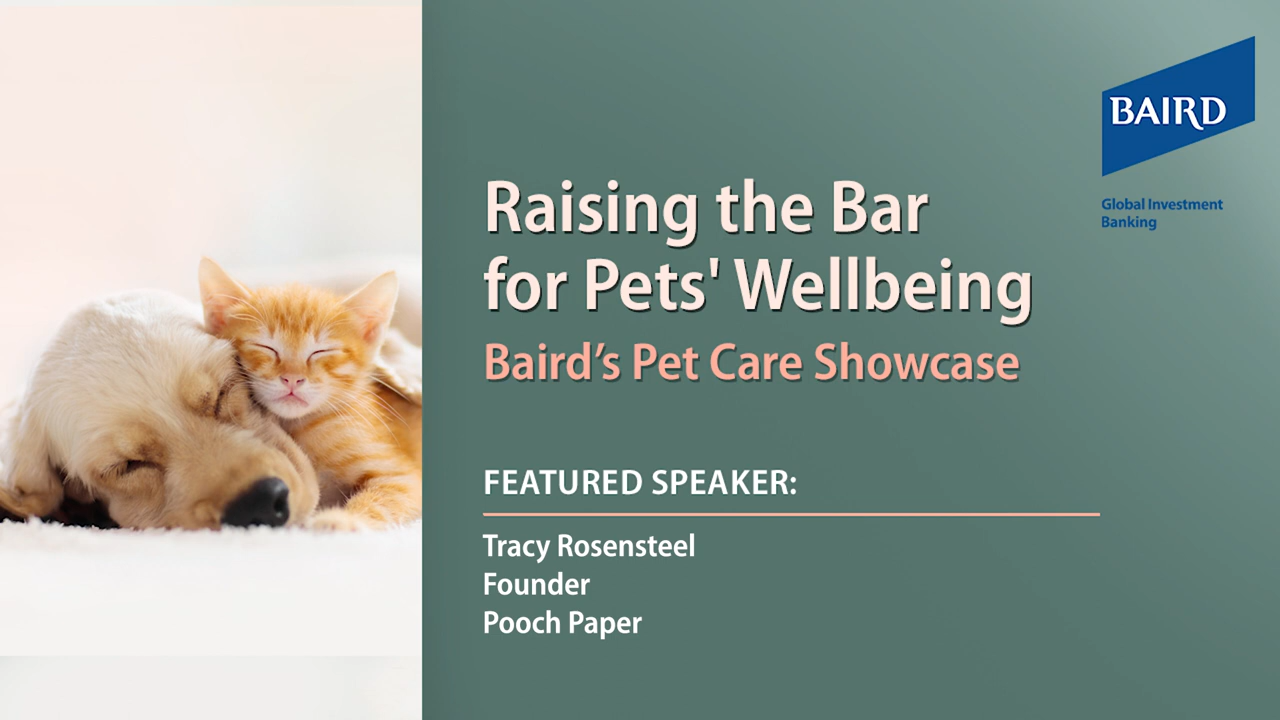 BAIRD
Global Investment
Banking
Raising the Bar
for Pets' Wellbeing
Baird’s Pet Care Showcase
FEATURED SPEAKER:
Tracy Rosensteel
Founder
Pooch Paper